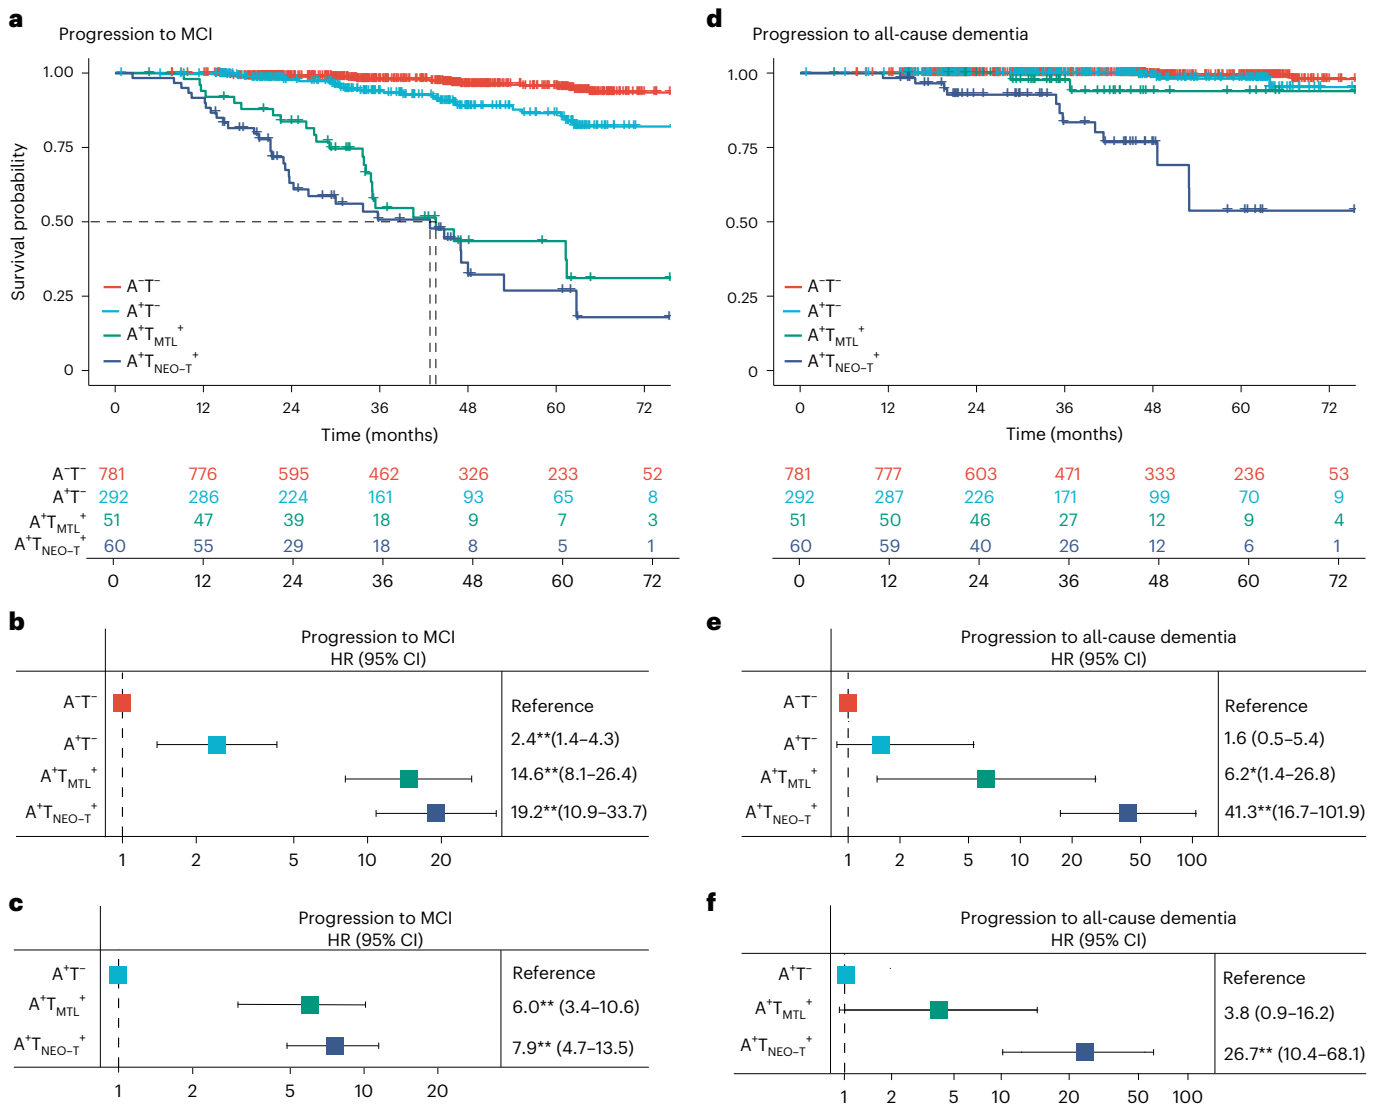 a
Progression to MCI
Survival probability
1.00
0.75
0.50
0.25
0
A⁻T⁻
A⁺T⁻
A⁺T_MTL⁺
A⁺T_NEO–T⁺
0 12 24 36 48 60 72
Time (months)
A⁻T⁻ 781 776 595 462 326 233 52
A⁺T⁻ 292 286 224 161 93 65 8
A⁺T_MTL⁺ 51 47 39 18 9 7 3
A⁺T_NEO–T⁺ 60 55 29 18 8 5 1
0 12 24 36 48 60 72
d
Progression to all-cause dementia
1.00
0.75
0.50
0.25
0
A⁻T⁻
A⁺T⁻
A⁺T_MTL⁺
A⁺T_NEO–T⁺
0 12 24 36 48 60 72
Time (months)
781 777 603 471 333 236 53
292 287 226 171 99 70 9
51 50 46 27 12 9 4
60 59 40 26 12 6 1
0 12 24 36 48 60 72
b
Progression to MCI
HR (95% CI)
A⁻T⁻ Reference
A⁺T⁻ 2.4**(1.4–4.3)
A⁺T_MTL⁺ 14.6**(8.1–26.4)
A⁺T_NEO–T⁺ 19.2**(10.9–33.7)
1 2 5 10 20
e
Progression to all-cause dementia
HR (95% CI)
A⁻T⁻ Reference
A⁺T⁻ 1.6 (0.5–5.4)
A⁺T_MTL⁺ 6.2*(1.4–26.8)
A⁺T_NEO–T⁺ 41.3**(16.7–101.9)
1 2 5 10 20 50 100
c
Progression to MCI
HR (95% CI)
A⁺T⁻ Reference
A⁺T_MTL⁺ 6.0** (3.4–10.6)
A⁺T_NEO–T⁺ 7.9** (4.7–13.5)
1 2 5 10 20
f
Progression to all-cause dementia
HR (95% CI)
A⁺T⁻ Reference
A⁺T_MTL⁺ 3.8 (0.9–16.2)
A⁺T_NEO–T⁺ 26.7** (10.4–68.1)
1 2 5 10 20 50 100